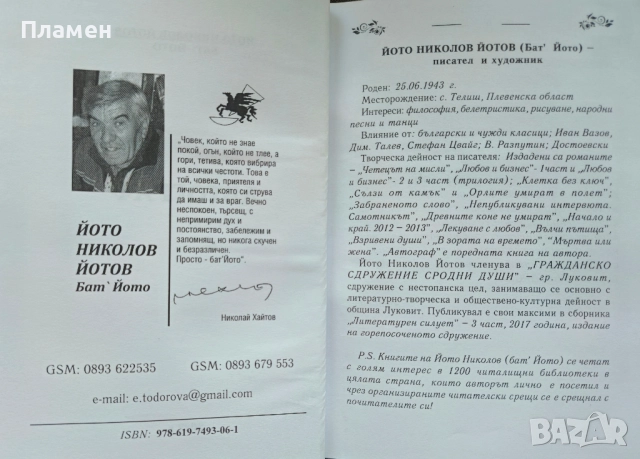 Пламен
„Човек, който не знае
покой, огън, който не тлее, а
гори, тетива, която вибрира
на всички честоти. Това е
той, човека, приятеля и
личността, която си струва
да имаш и за враг. Вечно
неспокоен, търсещ, с
непримирим дух и
постоянство, забележим и
запомнящ, но никога скучен и
безразличен.
Просто - бат'Йото".
Николай Хайтов
ЙОТО
НИКОЛОВ
ЙОТОВ
Бат` Йото
GSM: 0893 622535 GSM: 0893 679 553
e-mail: e.todorova@gmail.com
ISBN: 978-619-7493-06-1
ЙОТО НИКОЛОВ ЙОТОВ (Бат' Йото) –
писател и художник
Роден: 25.06.1943 г.
Месторождение: с. Телиш, Плевенска област
Интереси: философия, белетристика, рисуване, народни
песни и танци
Влияние от: български и чужди класици; Иван Вазов,
Дим. Талев, Стефан Цвайг; В. Разпутин; Достоевски
Творческа дейност на писателя: Издадени са романите
- „Четецът на мисли", „Любов и бизнес"- 1част и „Любов
и бизнес"- 2 и 3 част (трилогия); „Клетка без ключ",
„Сълзи от камък" и „Орлите умират в полет";
„Забраненото слово", „Непубликувани интервюта.
Самотникът", „Древните коне не умират", „Начало и
край. 2012 – 2013", „Лекуване с любов", „Вълчи пътища",
„Взривени души", „В зората на времето", "Мъртва или
жена". „Автограф" е поредната книга на автора.
Йото Николов Йотов членува в „ГРАЖДАНСКО
СДРУЖЕНИЕ СРОДНИ ДУШИ" – гр. Луковит,
сдружение с нестопанска цел, занимаващо се основно с
литературно-творческа и обществено-културна дейност в
община Луковит. Публикувал е свои максими в сборника
„Литературен силует" – 3 част, 2017 година, издание на
горепосоченото сдружение.
P.S. Книгите на Йото Николов (бат' Йото) се четат
с голям интерес в 1200 читалищни библиотеки в
цялата страна, които авторът лично е посетил и
чрез организираните читателски срещи се е срещнал с
почитателите си!
BAZAR